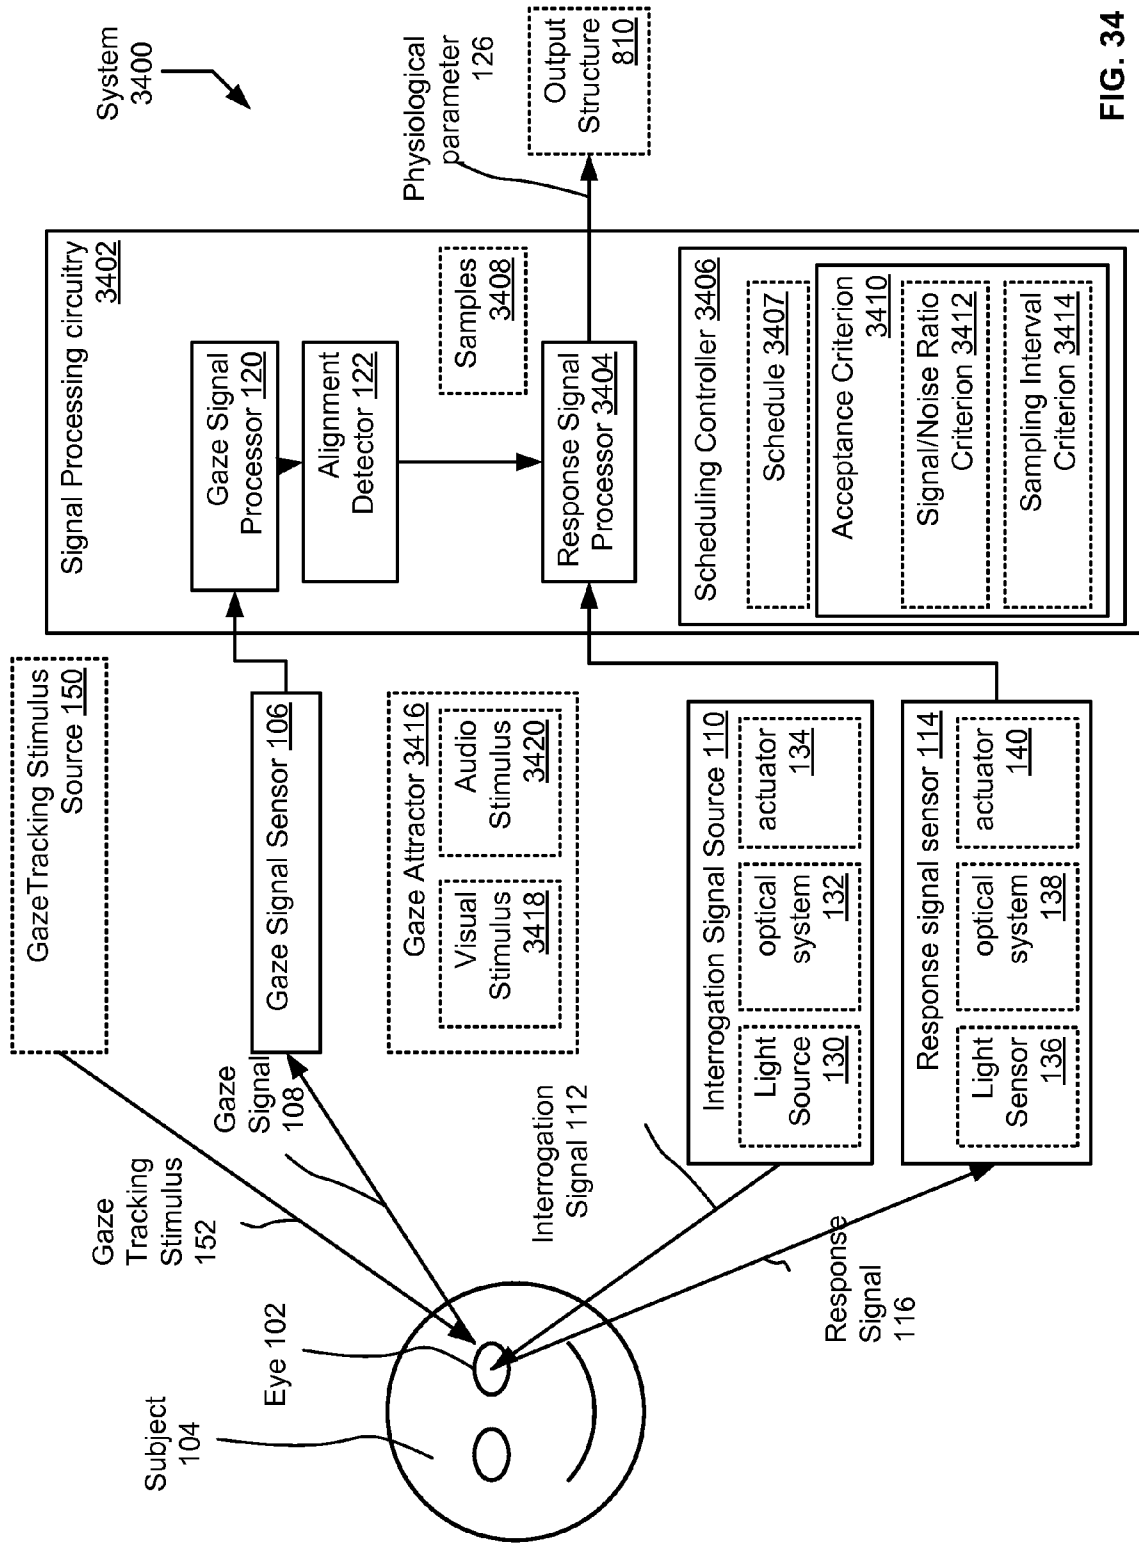 System
3400
GazeTracking Stimulus
Source 150
Signal Processing circuitry
3402
Gaze
Tracking
Stimulus
152
Gaze
Signal
108
Gaze Signal Sensor 106
Gaze Signal
Processor 120
Alignment
Detector 122
Samples
3408
Physiological
parameter
126
Subject
104
Eye 102
Gaze Attractor 3416
Visual
Stimulus
3418
Audio
Stimulus
3420
Response Signal
Processor 3404
Output
Structure
810
Interrogation
Signal 112
Interrogation Signal Source 110
Light
Source
130
optical
system
132
actuator
134
Scheduling Controller 3406
Schedule 3407
Acceptance Criterion
3410
Signal/Noise Ratio
Criterion 3412
Sampling Interval
Criterion 3414
Response
Signal
116
Response signal sensor 114
Light
Sensor
136
optical
system
138
actuator
140
FIG. 34